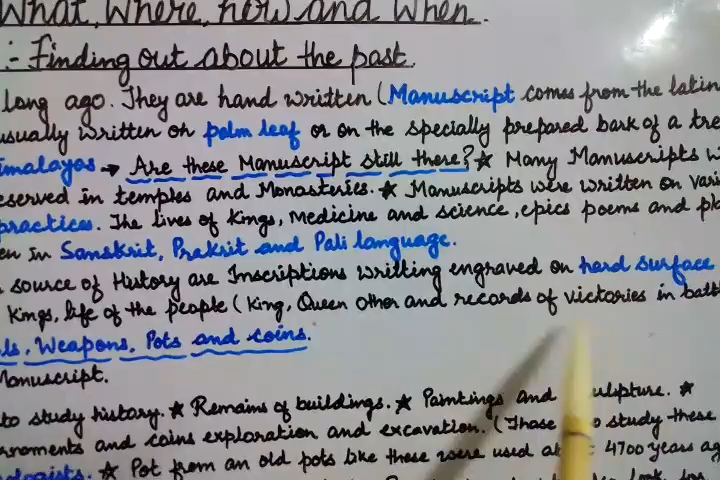 What, Where, how and When.
:- Finding out about the past.
long ago. They are hand written (Manuscript comes from the latin
usually written on palm leaf or on the specially prepared bark of a tre
imalayas → Are these Manuscript still there? ★ Many Manuscripts w
eserved in temples and Monasteries. ★ Manuscripts were written on vari
practices. The lives of kings, medicine and science, epics poems and pla
en in Sanskrit, Prakrit and Pali language.
source of History are Inscriptions writting engraved on hard surface
Kings, life of the people (King, Queen other and records of victories in batt
ls, Weapons, Pots and coins.
Manuscript.
to study history. ★ Remains of buildings. ★ Paintings and ulpture. ★
rnoments and coins exploration and excavation. (Those o study these
ologists. ★ Pot from an old pots like these were used a 4700 years ag